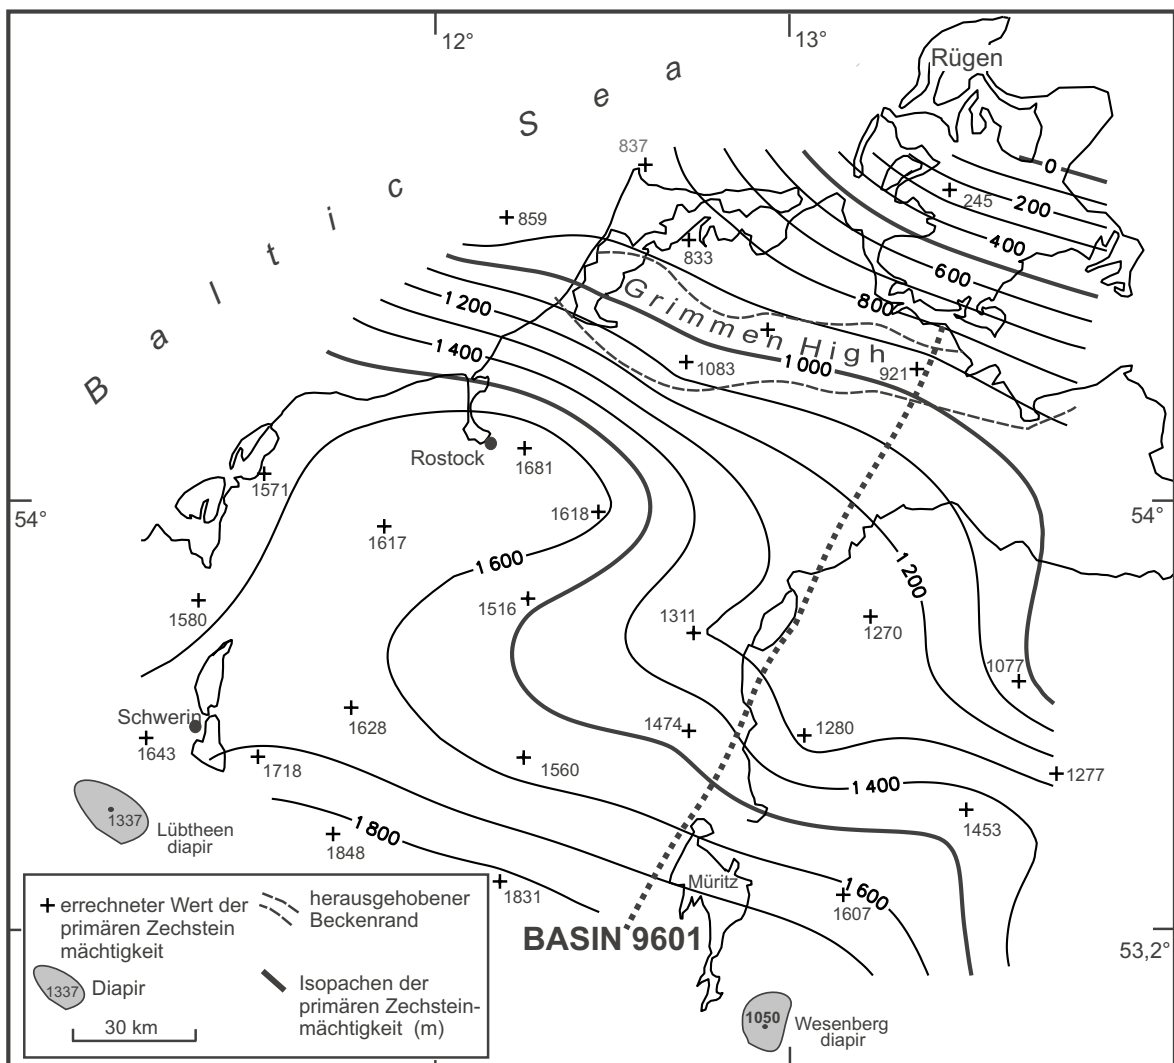 12°
13°
Rügen
Baltic Sea
837
0
245
200
859
833
400
600
800
Grimmen High
1 200
1 400
1083
1 000
921
Rostock
1681
1571
54°
54°
1618
1617
1 600
1 200
1580
1516
1311
1270
1077
Schwerin
1643
1628
1474
1280
1718
1560
1277
1 400
1337
Lübtheen
diapir
1 800
1848
1453
1831
Müritz
1 600
1607
BASIN 9601
53,2°
errechneter Wert der
primären Zechstein
mächtigkeit
herausgehobener
Beckenrand
1337
Diapir
Isopachen der
primären Zechstein-
mächtigkeit (m)
30 km
1050
Wesenberg
diapir